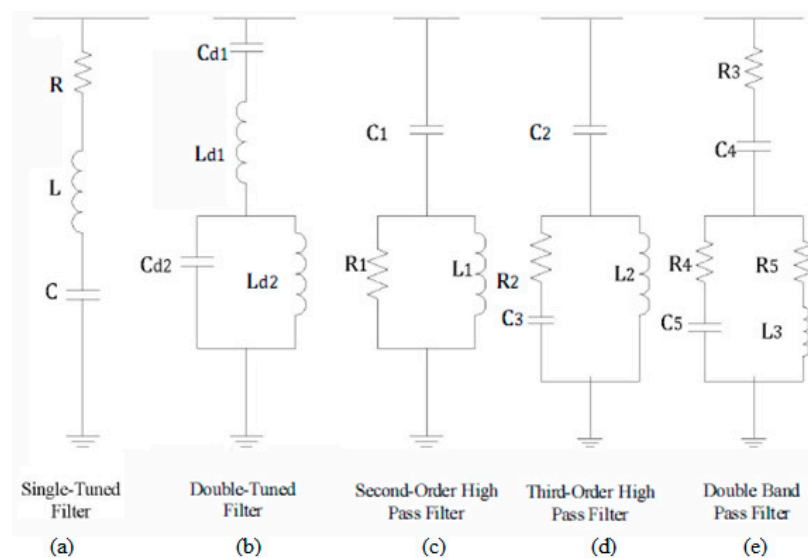 R
L
C
Cd1
Ld1
Cd2
Ld2
C1
R1
L1
C2
R2
C3
L2
R3
C4
R4
C5
R5
L3
Single-Tuned
Filter
(a)
Double-Tuned
Filter
(b)
Second-Order High
Pass Filter
(c)
Third-Order High
Pass Filter
(d)
Double Band
Pass Filter
(e)